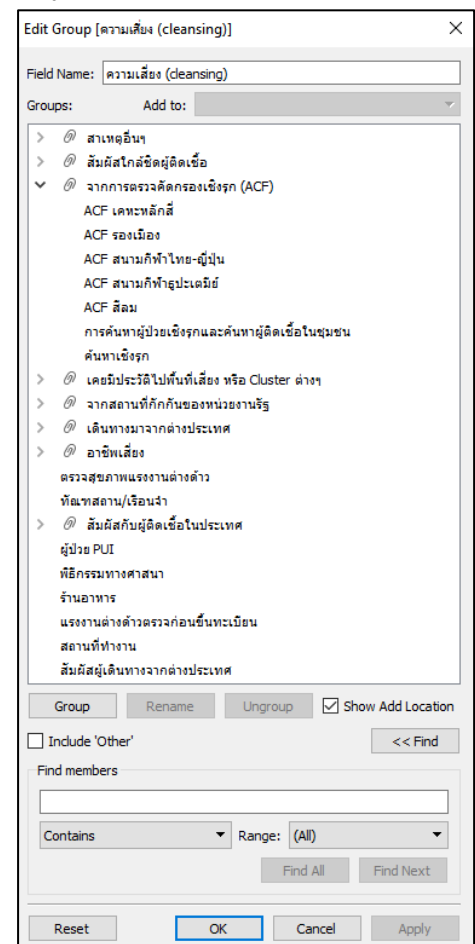 Edit Group [ความเสี่ยง (cleansing)]
Field Name: ความเสี่ยง (cleansing)
Groups: Add to:
สาเหตุอื่นๆ
สัมผัสใกล้ชิดผู้ติดเชื้อ
จากการตรวจคัดกรองเชิงรุก (ACF)
ACF เคหะหลักสี่
ACF รองเมือง
ACF สนามกีฬาไทย-ญี่ปุ่น
ACF สนามกีฬาธูปะเตมีย์
ACF สีลม
การค้นหาผู้ป่วยเชิงรุกและค้นหาผู้ติดเชื้อในชุมชน
ค้นหาเชิงรุก
เคยมีประวัติไปพื้นที่เสี่ยง หรือ Cluster ต่างๆ
จากสถานที่กักกันของหน่วยงานรัฐ
เดินทางมาจากต่างประเทศ
อาชีพเสี่ยง
ตรวจสุขภาพแรงงานต่างด้าว
ทัณฑสถาน/เรือนจำ
สัมผัสกับผู้ติดเชื้อในประเทศ
ผู้ป่วย PUI
พิธีกรรมทางศาสนา
ร้านอาหาร
แรงงานต่างด้าวตรวจก่อนขึ้นทะเบียน
สถานที่ทำงาน
สัมผัสผู้เดินทางจากต่างประเทศ
Group Rename Ungroup Show Add Location
Include 'Other' << Find
Find members
Contains Range: (All)
Find All Find Next
Reset OK Cancel Apply